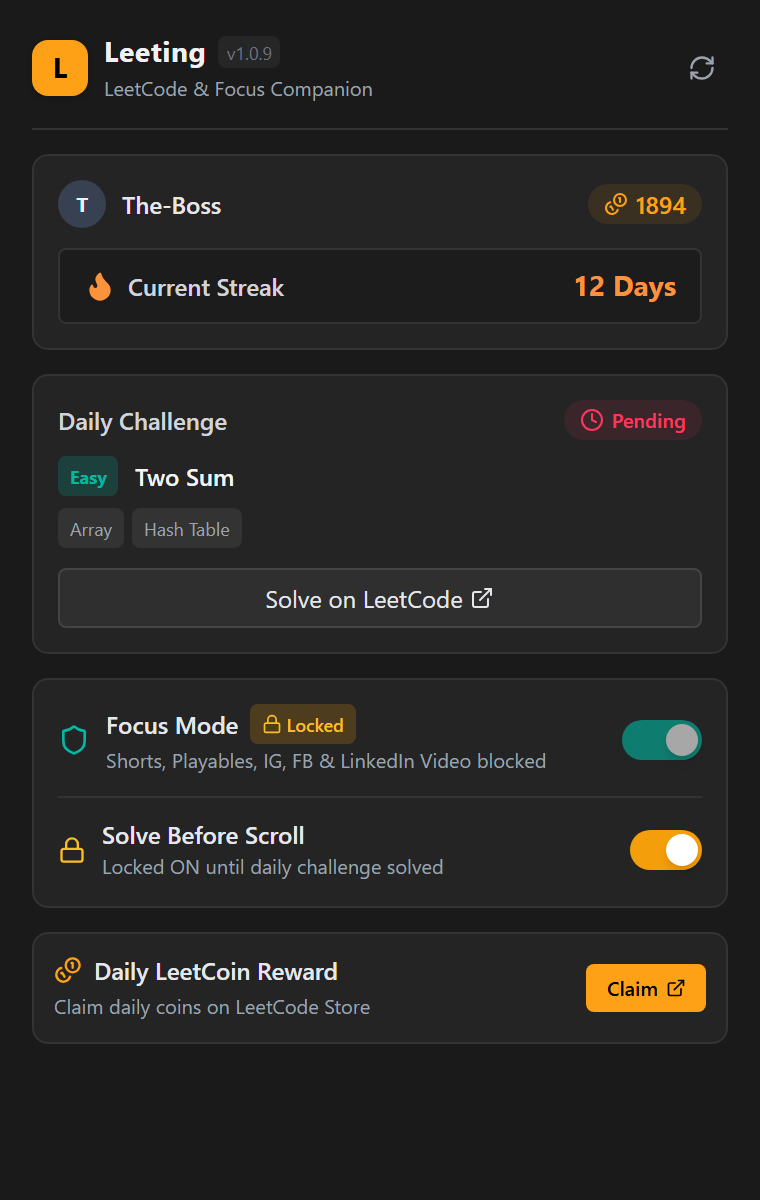 L
Leeting v1.0.9
LeetCode & Focus Companion
T The-Boss 1894
Current Streak 12 Days
Daily Challenge Pending
Easy Two Sum
Array Hash Table
Solve on LeetCode
Focus Mode Locked
Shorts, Playables, IG, FB & LinkedIn Video blocked
Solve Before Scroll
Locked ON until daily challenge solved
Daily LeetCoin Reward
Claim daily coins on LeetCode Store
Claim